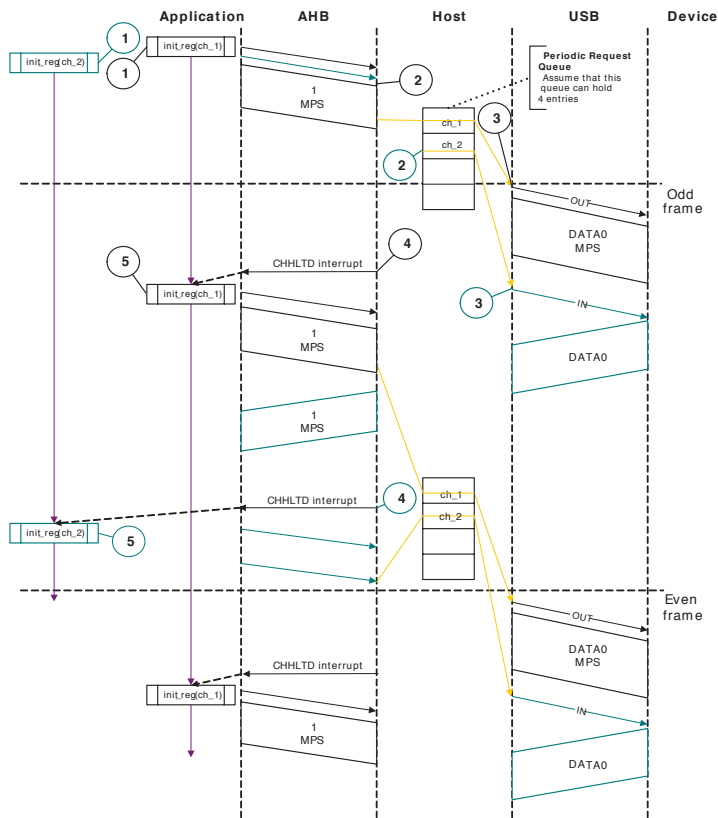 Application AHB Host USB Device
1
init_reg(ch_1)
init_reg(ch_2)
1
Periodic Request
Queue
Assume that this
queue can hold
4 entries
2
1
MPS
3
ch_1
ch_2
2
Odd
frame
OUT
DATA0
MPS
4
CHHLTD interrupt
5
init_reg(ch_1)
3
IN
1
MPS
DATA0
1
MPS
4
CHHLTD interrupt
ch_1
ch_2
init_reg(ch_2)
5
Even
frame
OUT
DATA0
MPS
CHHLTD interrupt
init_reg(ch_1)
IN
1
MPS
DATA0